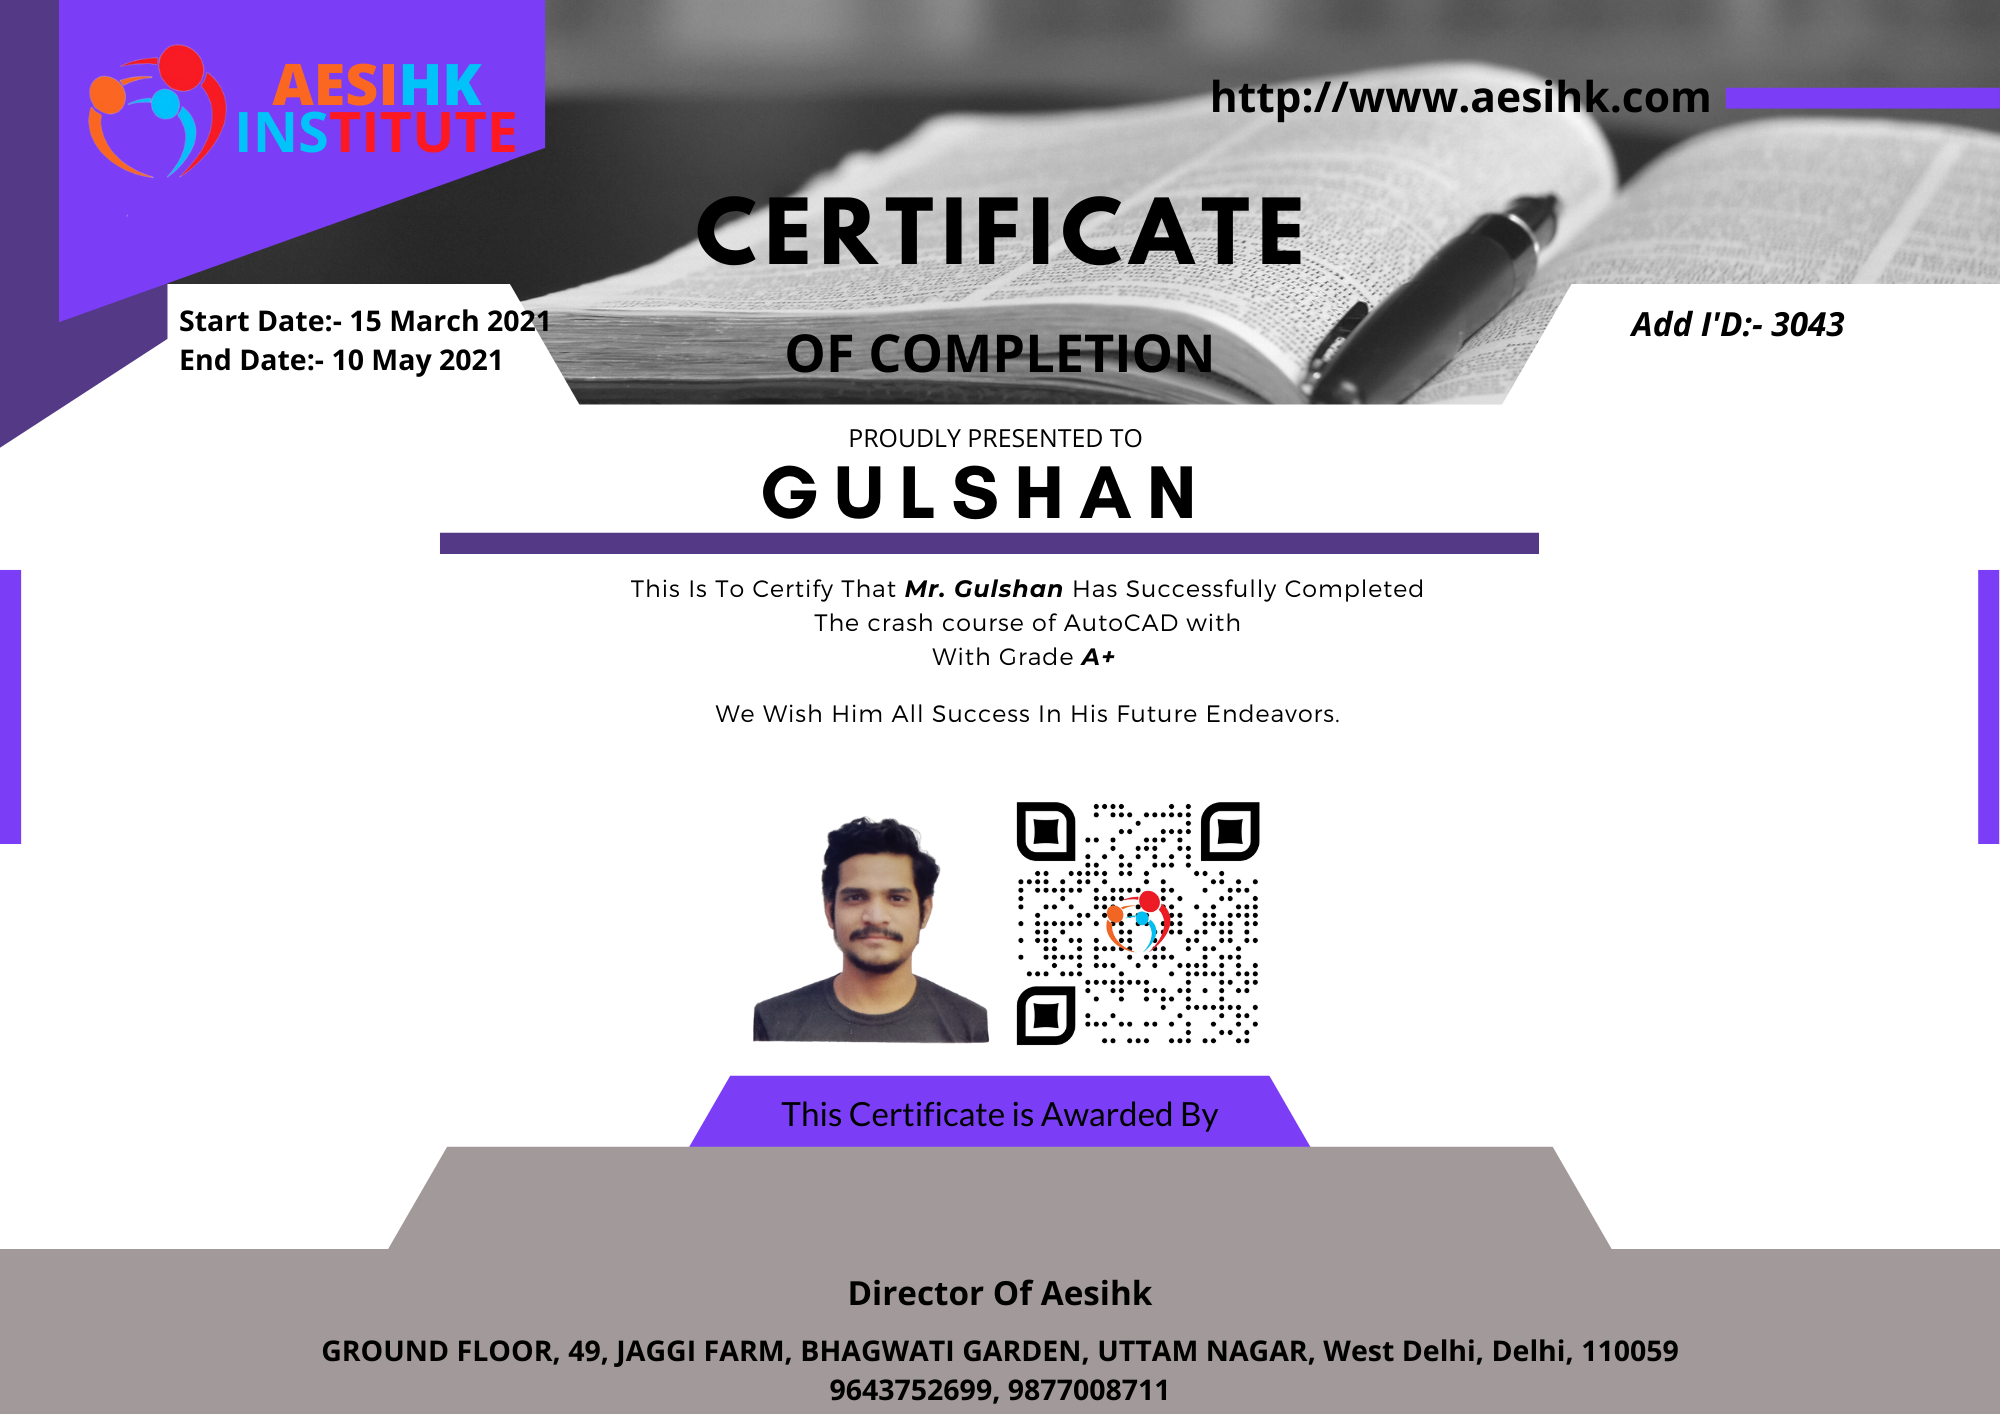 AESIHK
INSTITUTE
http://www.aesihk.com
CERTIFICATE
OF COMPLETION
Start Date:- 15 March 2021
End Date:- 10 May 2021
Add I'D:- 3043
PROUDLY PRESENTED TO
GULSHAN
This Is To Certify That Mr. Gulshan Has Successfully Completed
The crash course of AutoCAD with
With Grade A+
We Wish Him All Success In His Future Endeavors.
This Certificate is Awarded By
Director Of Aesihk
GROUND FLOOR, 49, JAGGI FARM, BHAGWATI GARDEN, UTTAM NAGAR, West Delhi, Delhi, 110059
9643752699, 9877008711